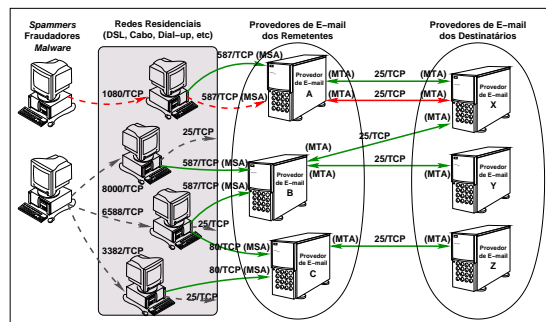 Spammers
Fraudadores
Malware
Redes Residenciais
(DSL, Cabo, Dial−up, etc)
Provedores de E−mail
dos Remetentes
Provedores de E−mail
dos Destinatários
587/TCP (MSA)
(MTA) 25/TCP (MTA)
1080/TCP
587/TCP (MSA)
Provedor
de E−mail
A
(MTA) 25/TCP (MTA)
Provedor
de E−mail
X
25/TCP
(MTA)
25/TCP
(MTA)
587/TCP (MSA)
8000/TCP
587/TCP (MSA)
Provedor
de E−mail
B
25/TCP
(MTA)
(MTA)
Provedor
de E−mail
Y
6588/TCP
25/TCP
3382/TCP
80/TCP (MSA)
(MTA) 25/TCP (MTA)
80/TCP (MSA)
Provedor
de E−mail
C
Provedor
de E−mail
Z
25/TCP